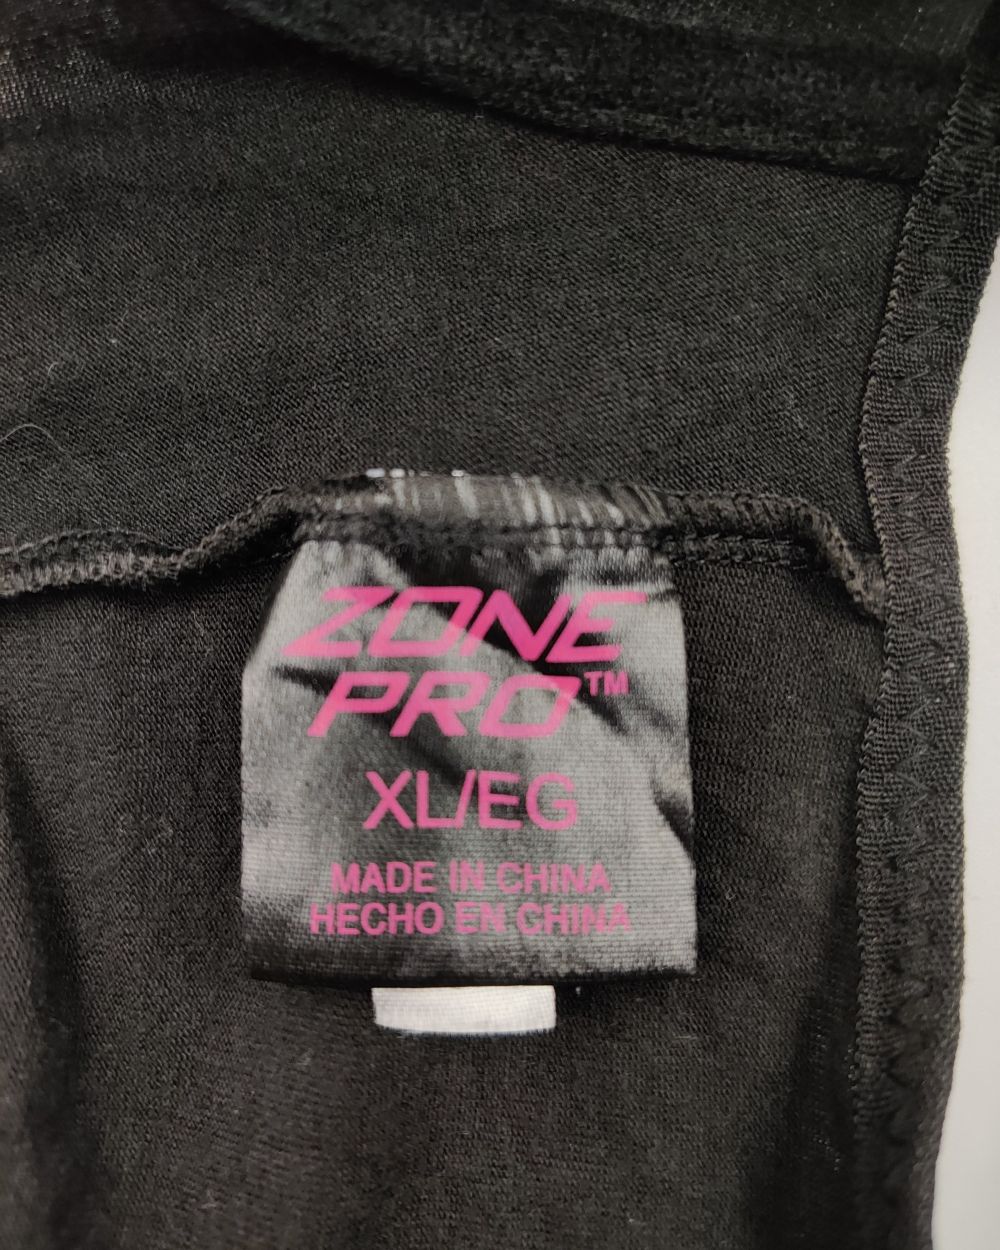 ZONE
PRO™
XL/EG
MADE IN CHINA
HECHO EN CHINA